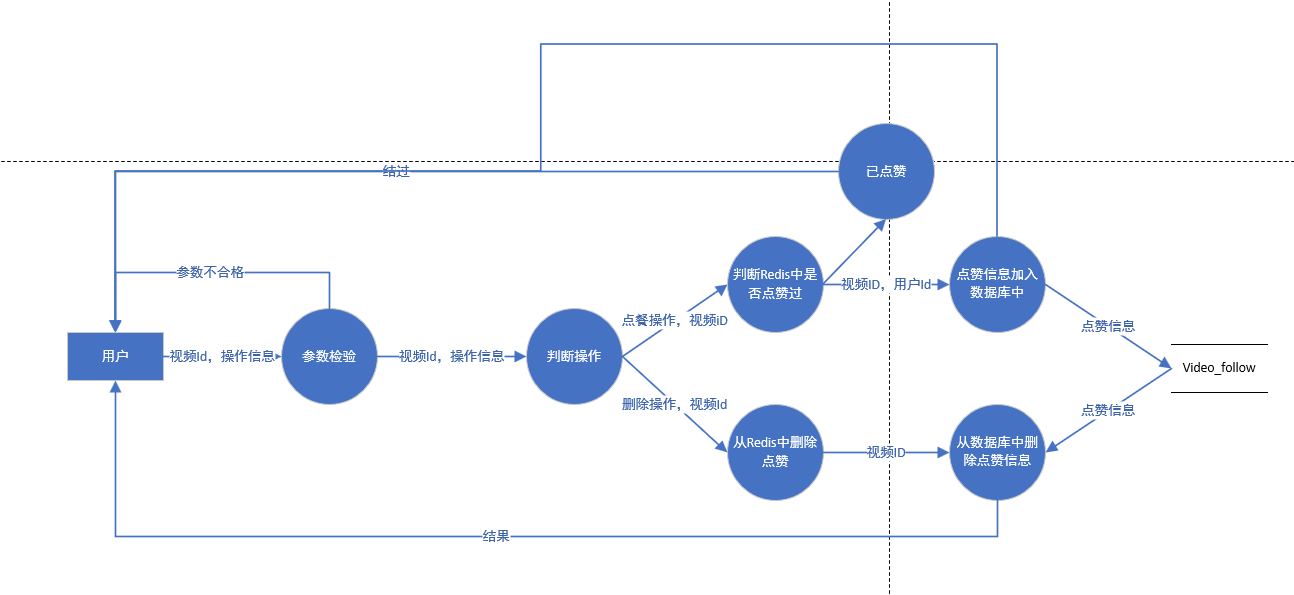 已点赞
结过
参数不合格
判断Redis中是
否点赞过
视频ID，用户Id
点赞信息加入
数据库中
点餐操作，视频iD
点赞信息
用户
视频Id，操作信息
参数检验
视频Id，操作信息
判断操作
Video_follow
删除操作，视频Id
点赞信息
从Redis中删除
点赞
视频ID
从数据库中删
除点赞信息
结果